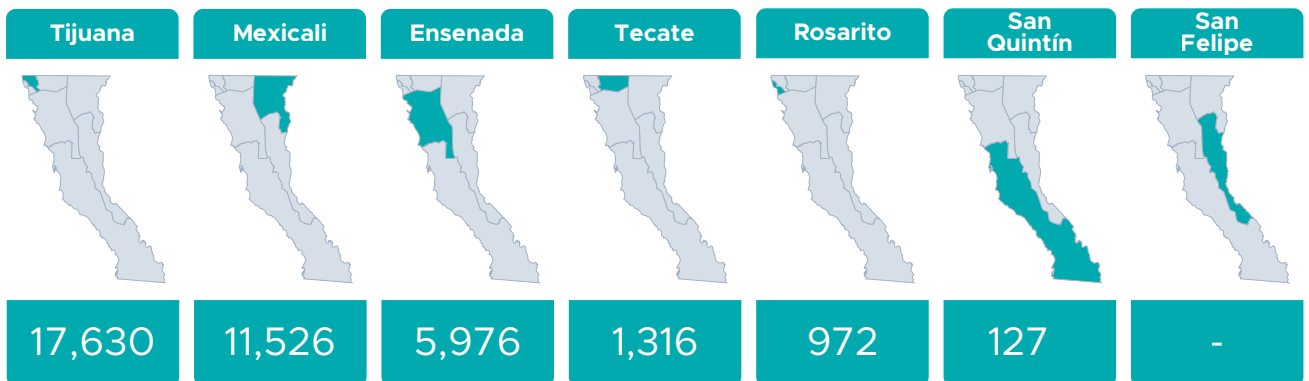 Tijuana
Mexicali
Ensenada
Tecate
Rosarito
San
Quintín
San
Felipe
17,630
11,526
5,976
1,316
972
127
-